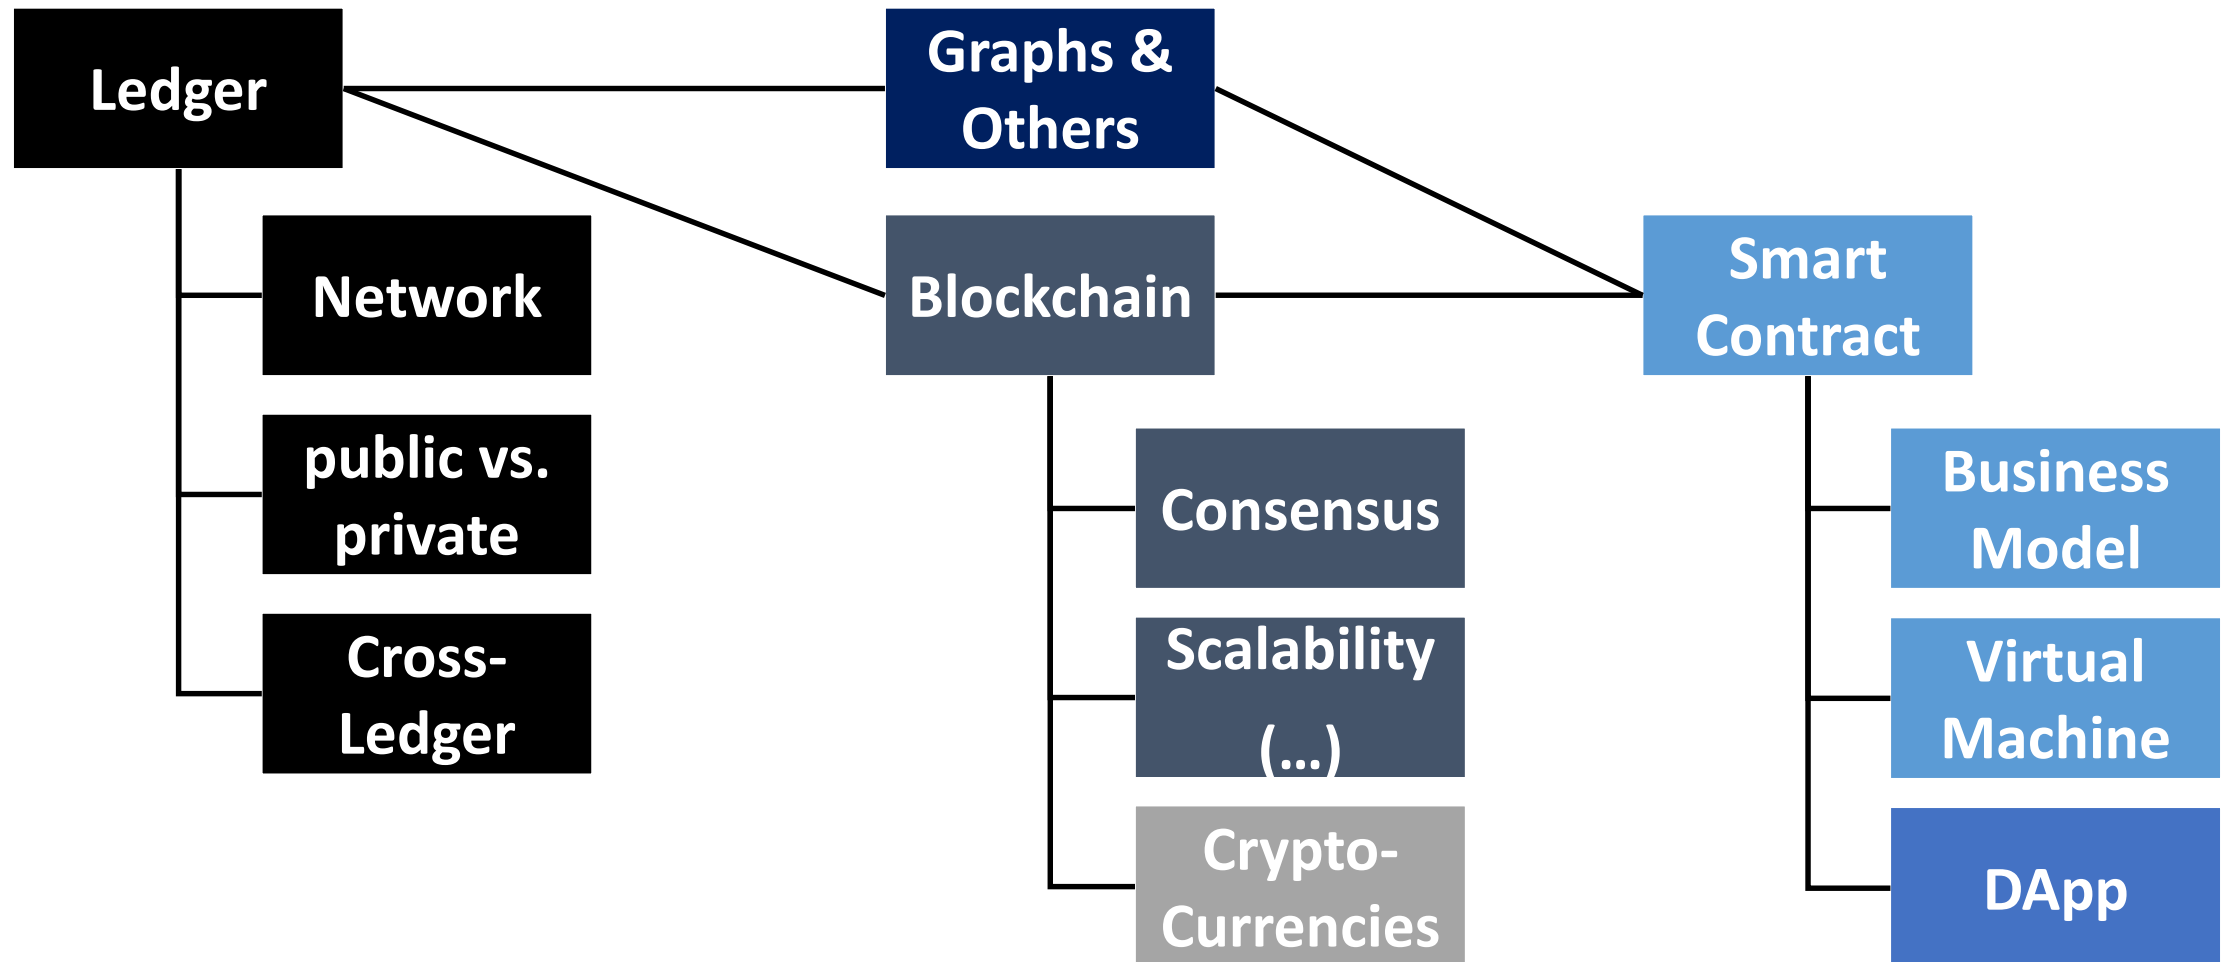 Ledger
Network
public vs.
private
Cross-
Ledger
Graphs &
Others
Blockchain
Consensus
Scalability
(...)
Crypto-
Currencies
Smart
Contract
Business
Model
Virtual
Machine
DApp